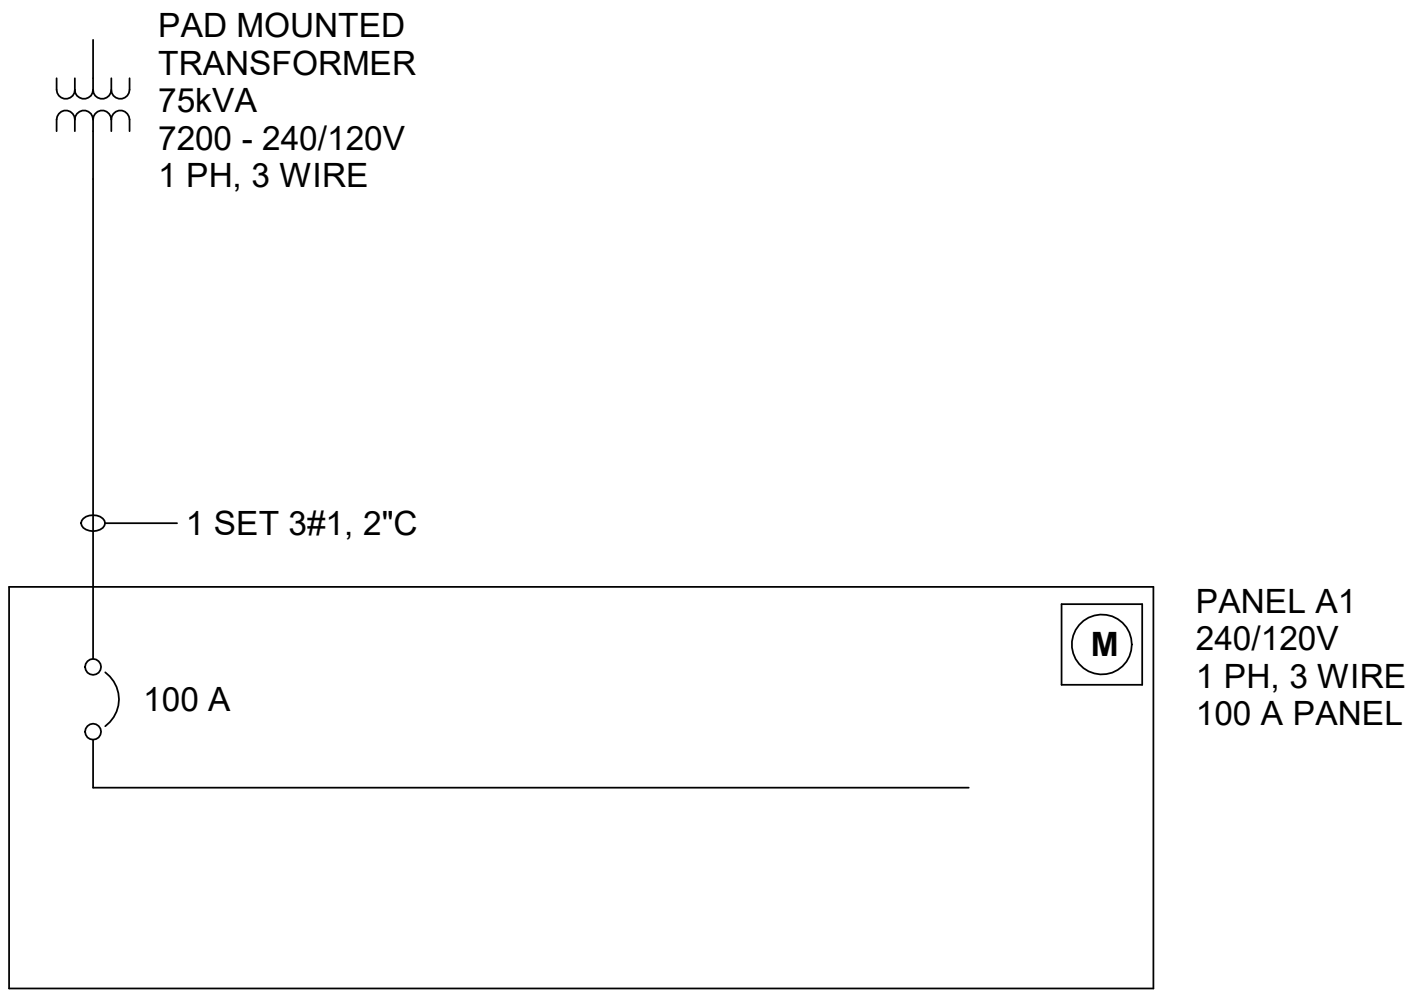 PAD MOUNTED
TRANSFORMER
75kVA
7200 - 240/120V
1 PH, 3 WIRE
1 SET 3#1, 2"C
M
100 A
PANEL A1
240/120V
1 PH, 3 WIRE
100 A PANEL